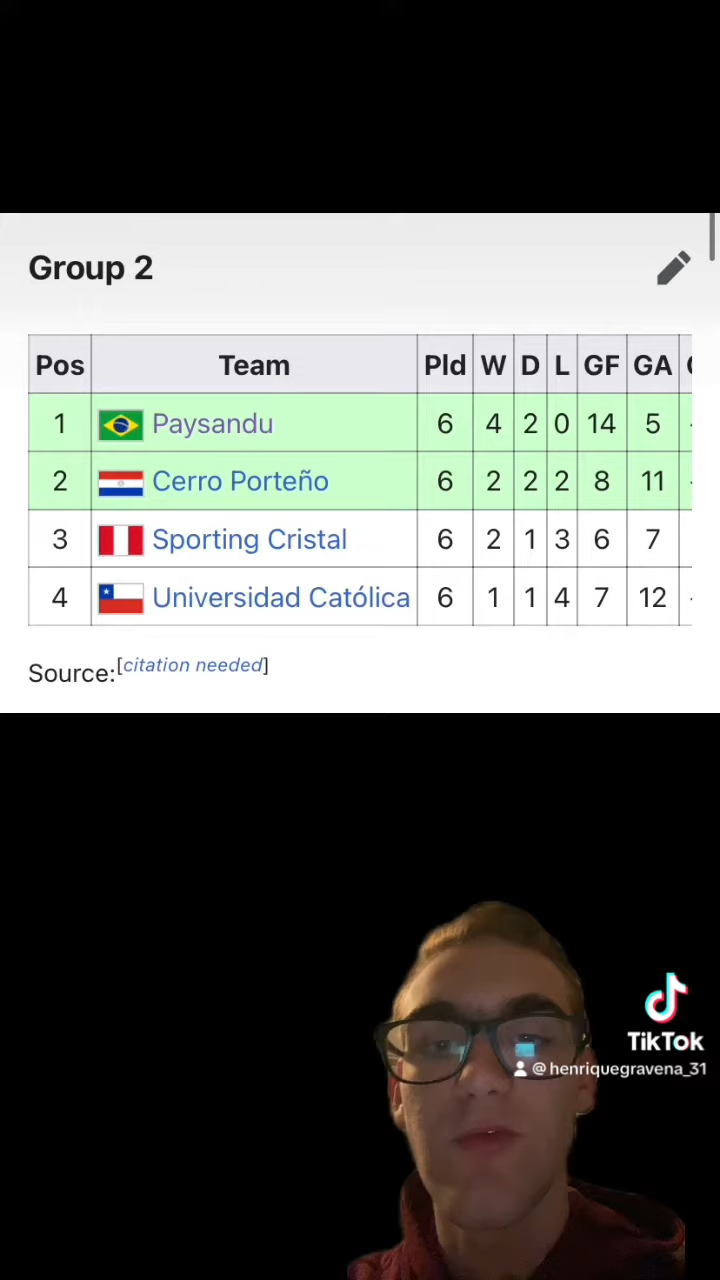 Group 2
Pos Team Pld W D L GF GA
1 Paysandu 6 4 2 0 14 5
2 Cerro Porteño 6 2 2 2 8 11
3 Sporting Cristal 6 2 1 3 6 7
4 Universidad Católica 6 1 1 4 7 12
Source:[citation needed]
TikTok
@henriquegravena_31